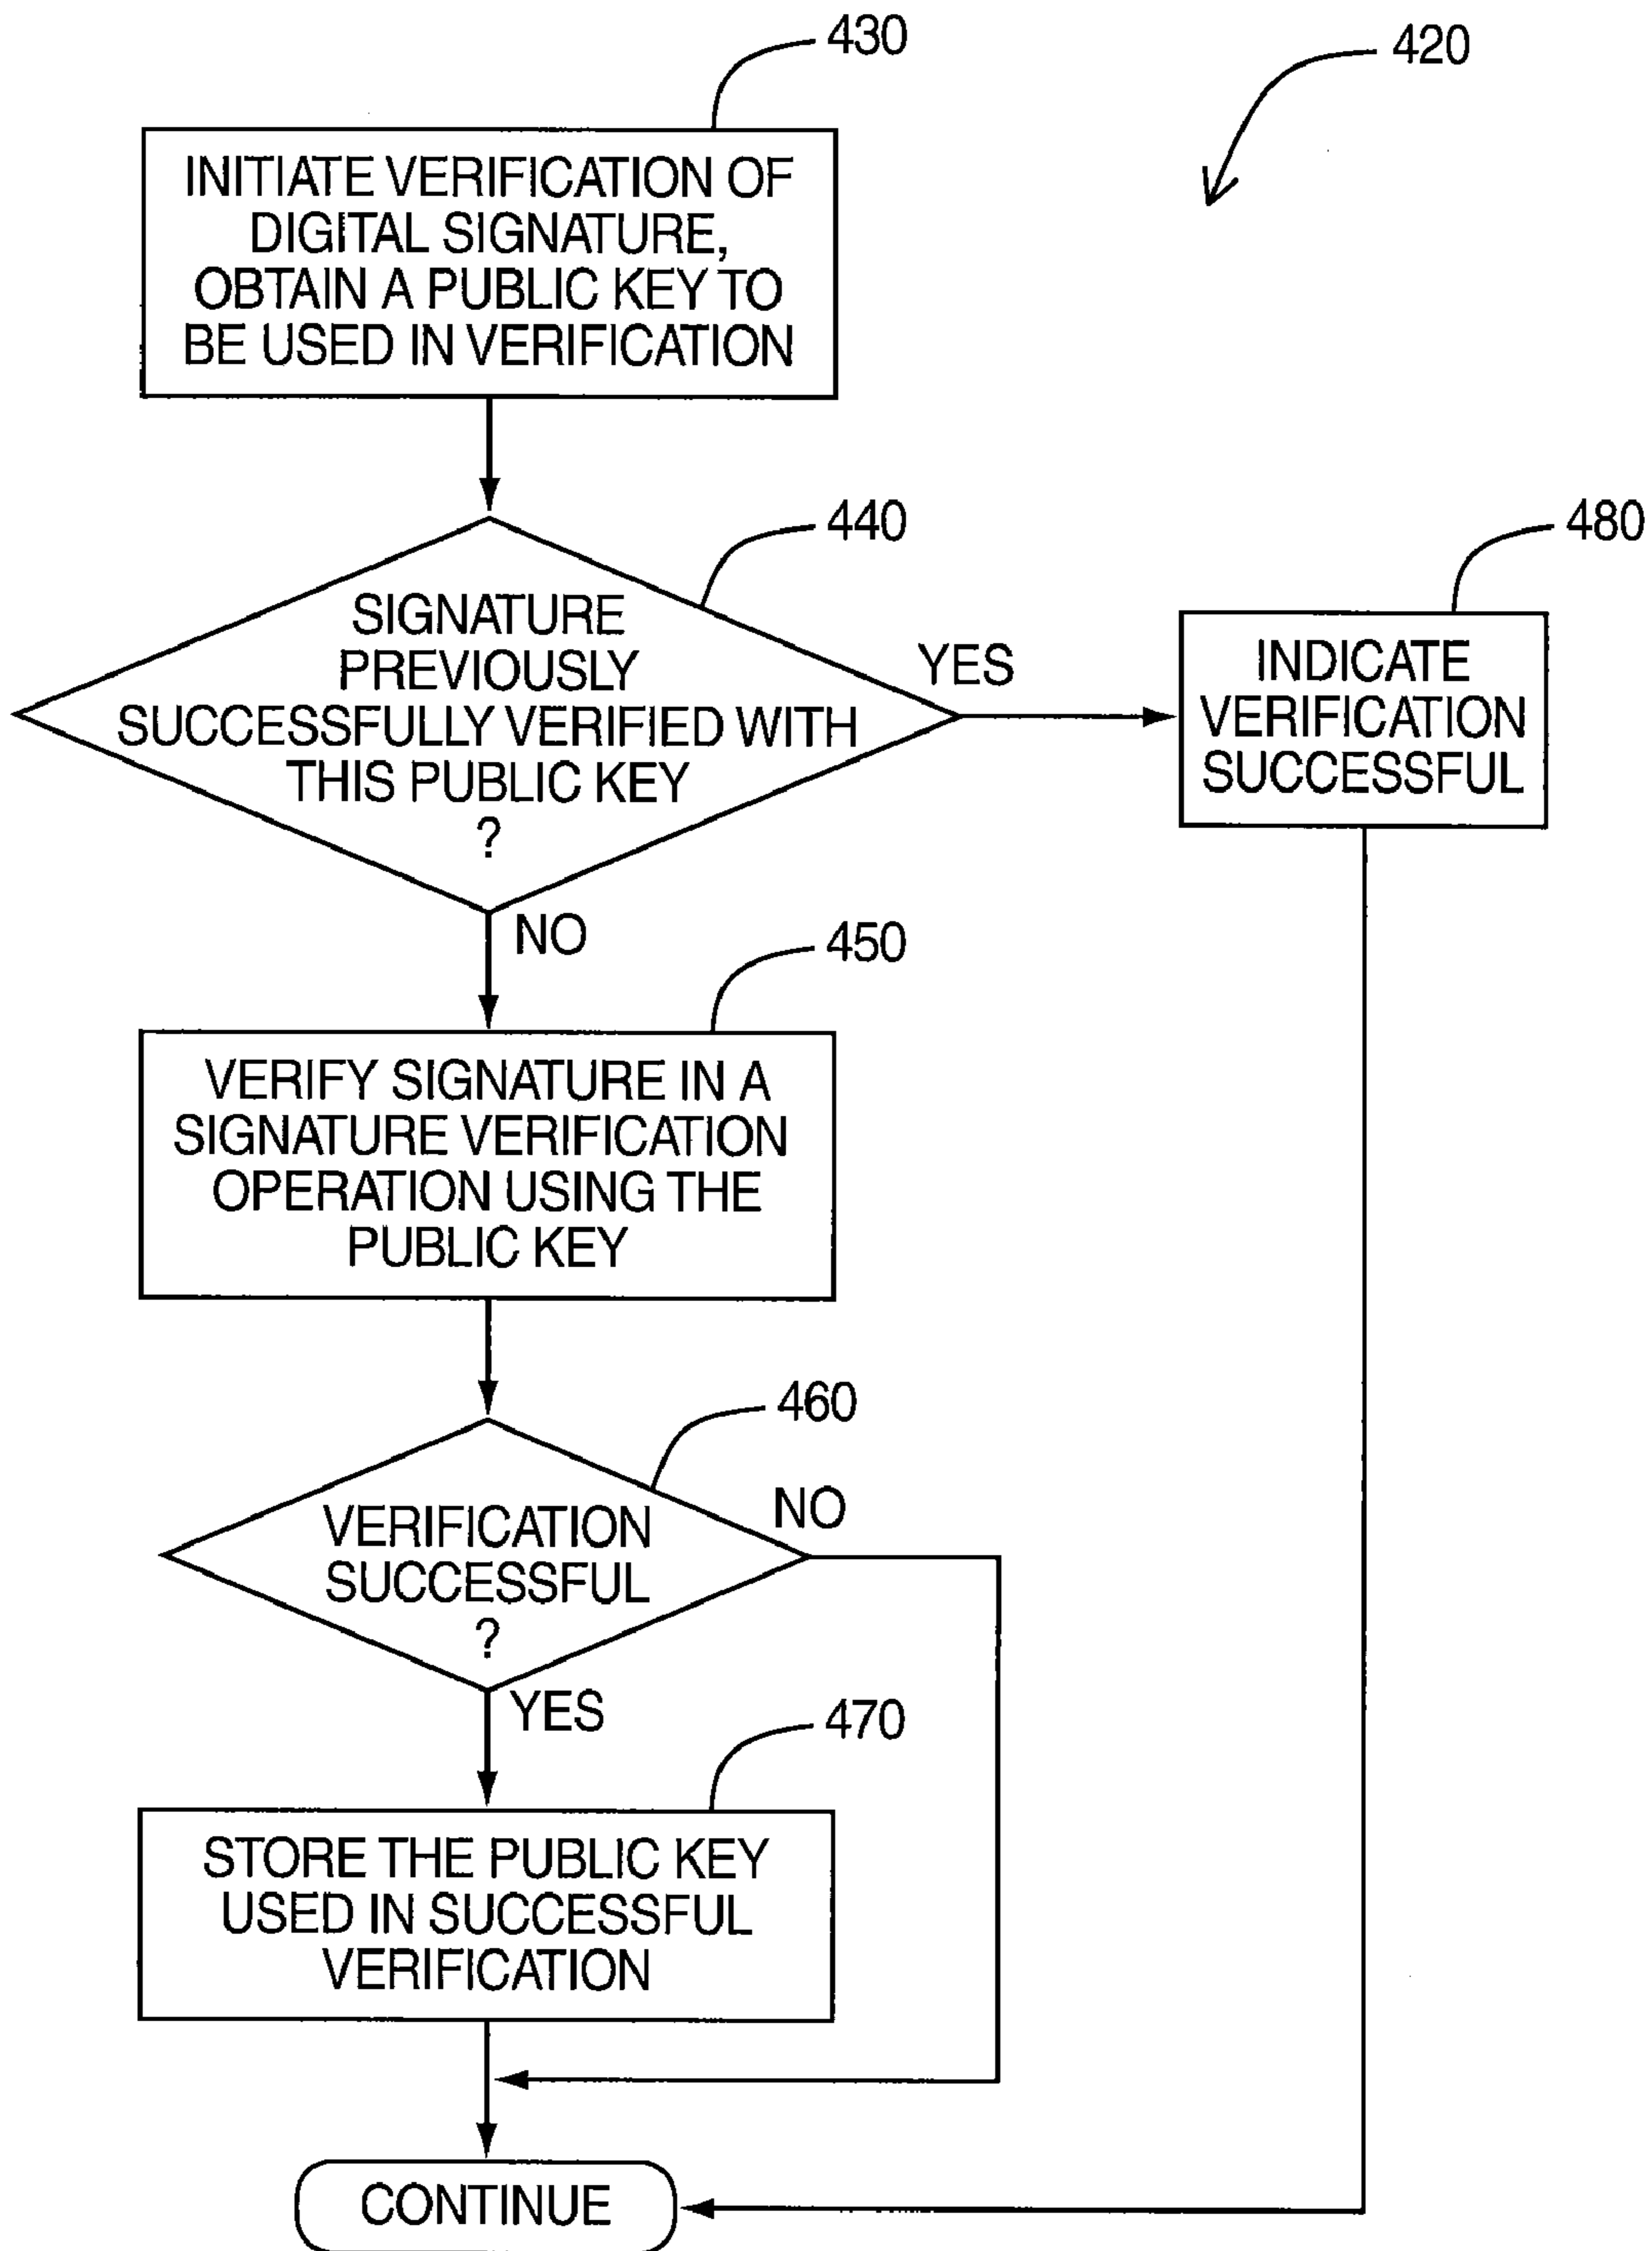 430
420
INITIATE VERIFICATION OF
DIGITAL SIGNATURE,
OBTAIN A PUBLIC KEY TO
BE USED IN VERIFICATION
440
480
SIGNATURE
PREVIOUSLY
SUCCESSFULLY VERIFIED WITH
THIS PUBLIC KEY
?
YES
INDICATE
VERIFICATION
SUCCESSFUL
NO
450
VERIFY SIGNATURE IN A
SIGNATURE VERIFICATION
OPERATION USING THE
PUBLIC KEY
460
VERIFICATION
SUCCESSFUL
?
NO
YES
470
STORE THE PUBLIC KEY
USED IN SUCCESSFUL
VERIFICATION
CONTINUE